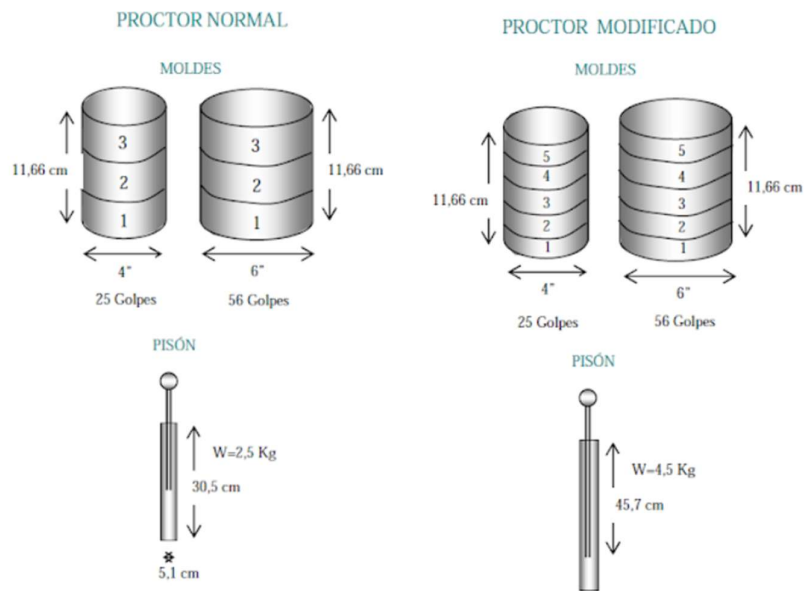 PROCTOR NORMAL
MOLDES
11,66 cm
3
2
1
3
2
1
11,66 cm
4"
6"
25 Golpes
56 Golpes
PISÓN
W=2,5 Kg
30,5 cm
5,1 cm
PROCTOR MODIFICADO
MOLDES
11,66 cm
5
4
3
2
1
5
4
3
2
1
11,66 cm
4"
6"
25 Golpes
56 Golpes
PISÓN
W=4,5 Kg
45,7 cm